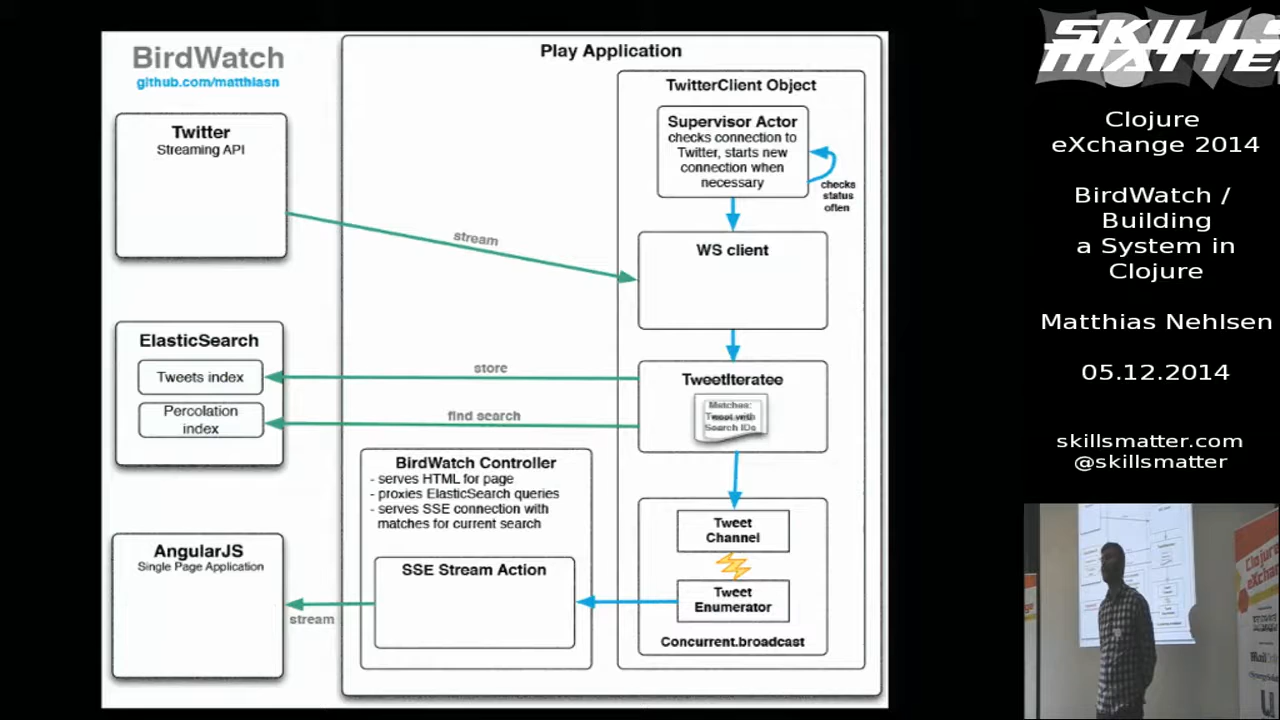 BirdWatch
github.com/matthiasn
Twitter
Streaming API
ElasticSearch
Tweets index
Percolation
index
AngularJS
Single Page Application
Play Application
TwitterClient Object
Supervisor Actor
checks connection to
Twitter, starts new
connection when
necessary
checks
status
often
stream
WS client
store
find search
TweetIteratee
Matches:
Tweet with
Search IDs
BirdWatch Controller
- serves HTML for page
- proxies ElasticSearch queries
- serves SSE connection with
matches for current search
SSE Stream Action
stream
Tweet
Channel
Tweet
Enumerator
Concurrent.broadcast
SKILLS
MATTER
Clojure
eXchange 2014
BirdWatch /
Building
a System in
Clojure
Matthias Nehlsen
05.12.2014
skillsmatter.com
@skillsmatter